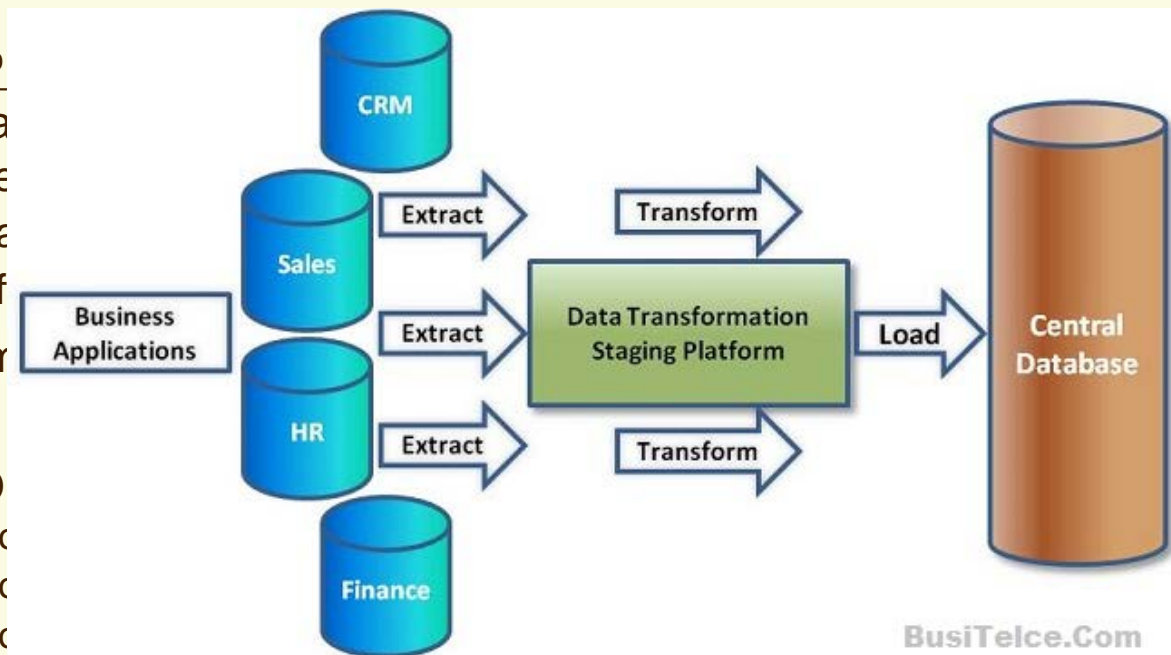 CRM
Extract
Transform
Sales
Business
Applications
Extract
Data Transformation
Staging Platform
Load
Central
Database
HR
Extract
Transform
Finance
BusiTelce.Com